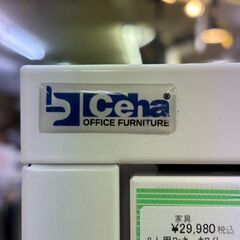 Ceha®
OFFICE FURNITURE
家具
¥29,980税込